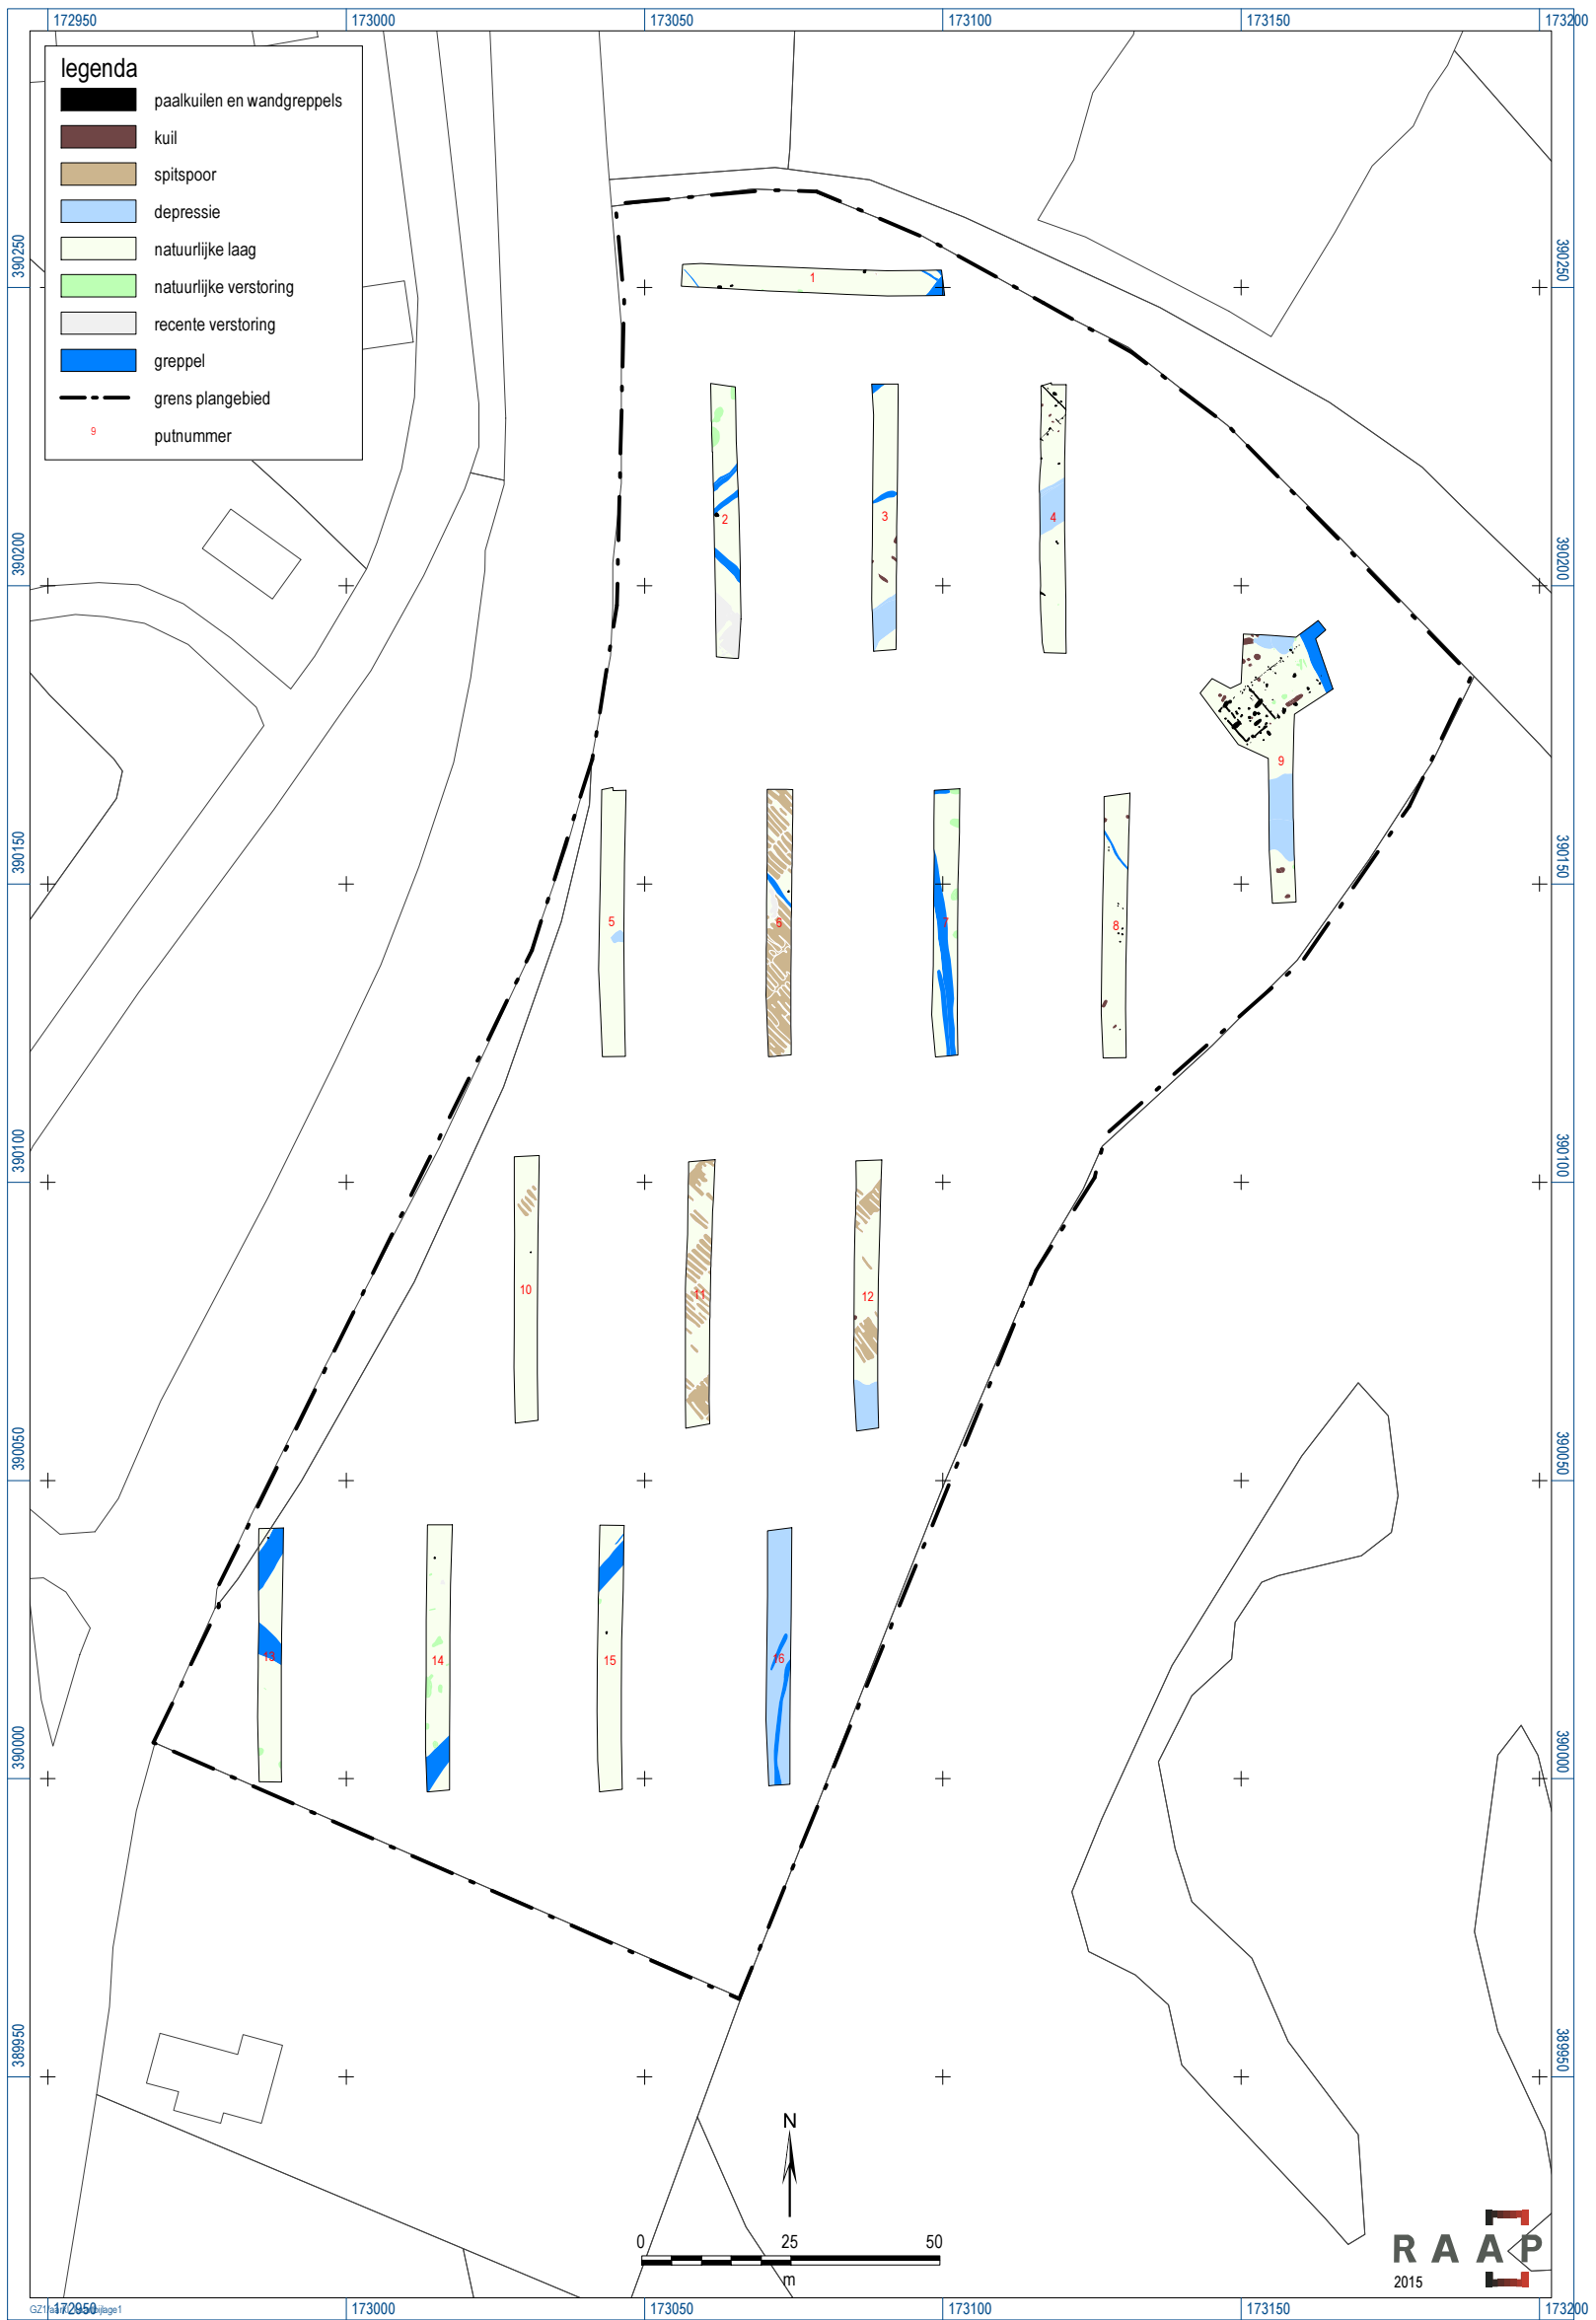 172950
173000
173050
173100
173150
173200
legenda
paalkuilen en wandgreppels
kuil
spitspoor
depressie
natuurlijke laag
natuurlijke verstoring
recente verstoring
greppel
grens plangebied
9 putnummer
390250
390250
1
2
3
4
390200
390200
9
390150
390150
5
6
7
8
390100
390100
10
11
12
390050
390050
13
14
15
16
390000
390000
389950
389950
N
0 25 50
m
RAAP
2015
172950
173000
173050
173100
173150
173200